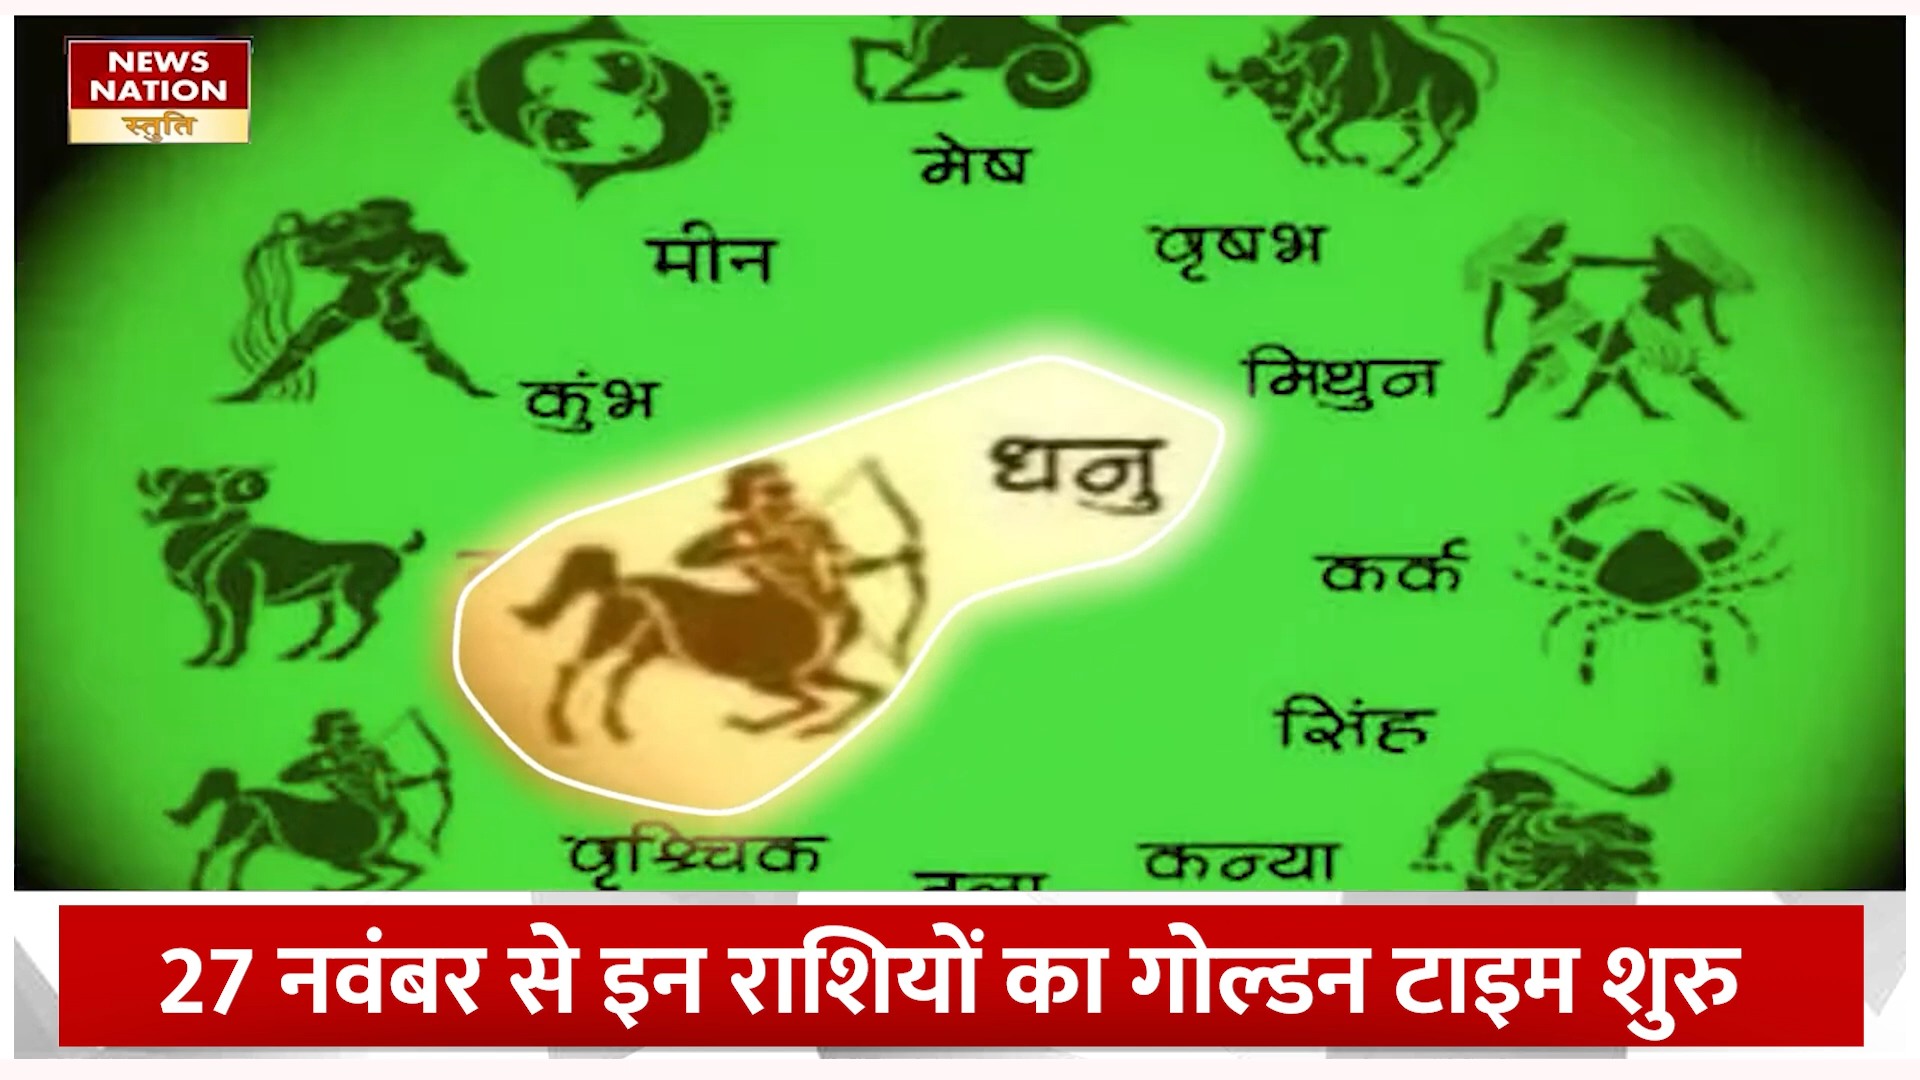 NEWS
NATION
स्तुति
मेष
मीन
वृषभ
कुंभ
मिथुन
धनु
कर्क
सिंह
वृश्चिक
कन्या
27 नवंबर से इन राशियों का गोल्डन टाइम शुरु